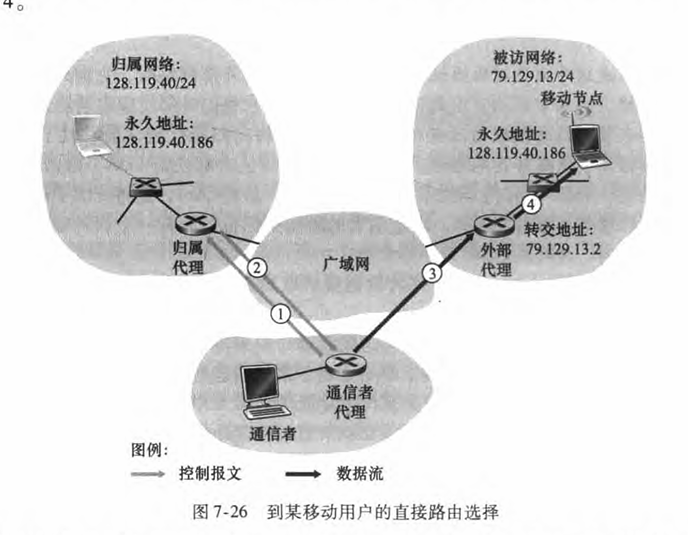 4。
归属网络：
128.119.40/24
永久地址：
128.119.40.186
归属
代理
被访网络：
79.129.13/24
移动节点
永久地址：
128.119.40.186
④
外部
代理
转交地址：
79.129.13.2
广域网
②
③
①
通信者
代理
通信者
图例：
控制报文
数据流
图 7-26 到某移动用户的直接路由选择